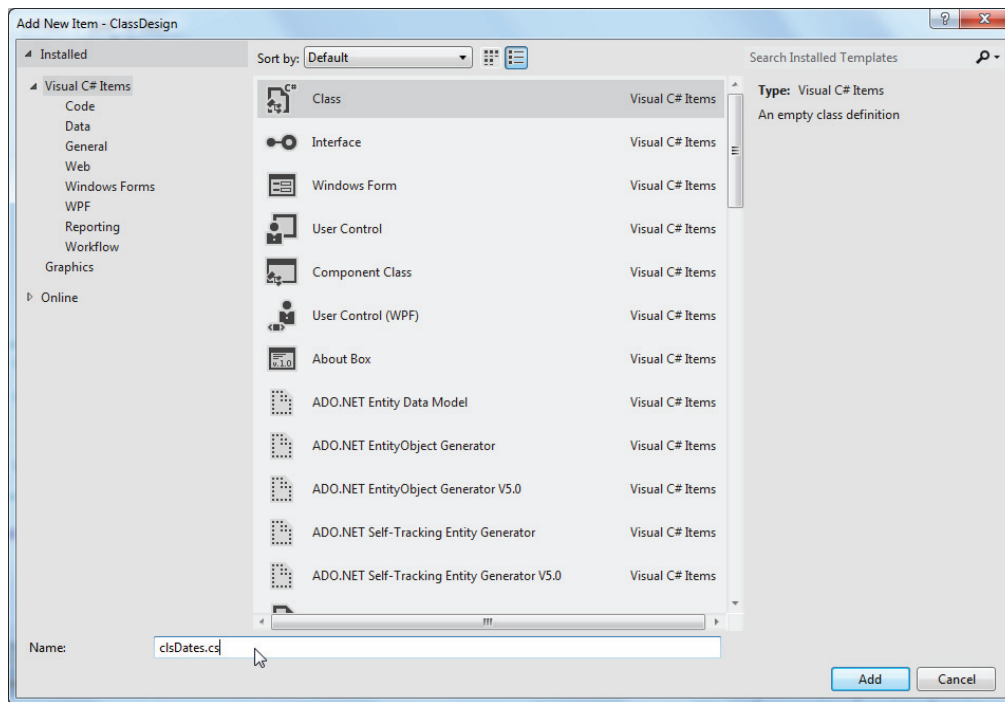 Add New Item - ClassDesign
Installed
Visual C# Items
Code
Data
General
Web
Windows Forms
WPF
Reporting
Workflow
Graphics
Online
Sort by: Default
C# Class Visual C# Items
Interface Visual C# Items
Windows Form Visual C# Items
User Control Visual C# Items
Component Class Visual C# Items
User Control (WPF) Visual C# Items
v.1.0 About Box Visual C# Items
ADO.NET Entity Data Model Visual C# Items
ADO.NET EntityObject Generator Visual C# Items
ADO.NET EntityObject Generator V5.0 Visual C# Items
ADO.NET Self-Tracking Entity Generator Visual C# Items
ADO.NET Self-Tracking Entity Generator V5.0 Visual C# Items
Search Installed Templates
Type: Visual C# Items
An empty class definition
Name: clsDates.cs
Add Cancel